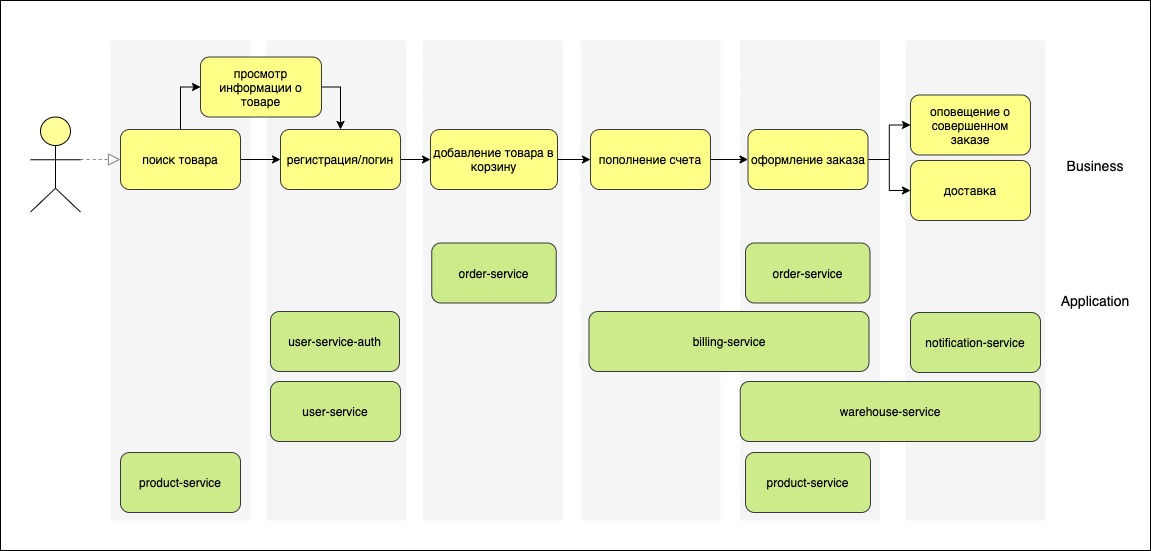 просмотр
информации о
товаре
поиск товара
регистрация/логин
добавление товара в
корзину
пополнение счета
оформление заказа
оповещение о
совершенном
заказе
доставка
Business
order-service
order-service
Application
user-service-auth
billing-service
notification-service
user-service
warehouse-service
product-service
product-service